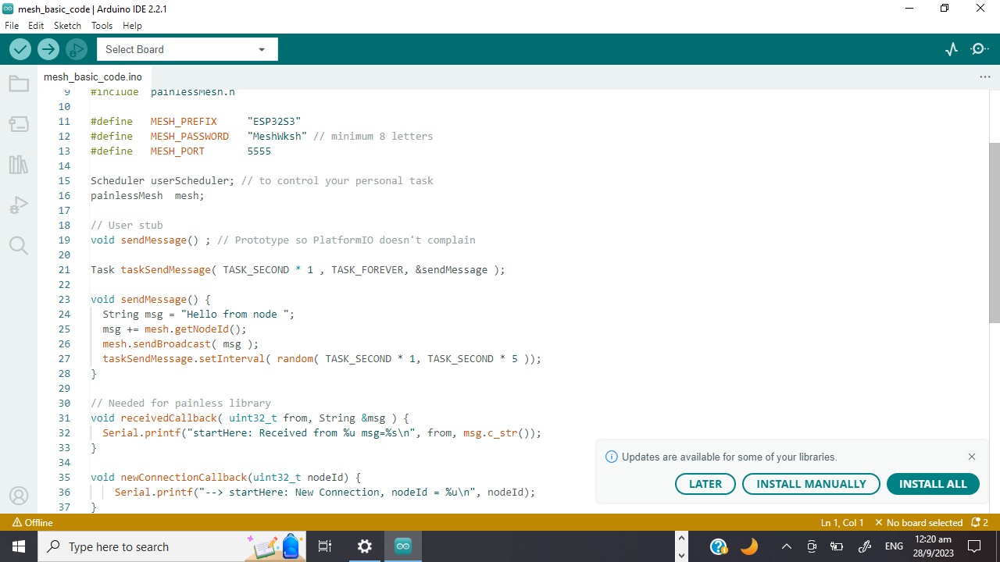 mesh_basic_code | Arduino IDE 2.2.1
File Edit Sketch Tools Help
Select Board
mesh_basic_code.ino
9 #include painlessMesh.h
10
11 #define MESH_PREFIX "ESP32S3"
12 #define MESH_PASSWORD "MeshWksh" // minimum 8 letters
13 #define MESH_PORT 5555
14
15 Scheduler userScheduler; // to control your personal task
16 painlessMesh mesh;
17
18 // User stub
19 void sendMessage() ; // Prototype so PlatformIO doesn't complain
20
21 Task taskSendMessage( TASK_SECOND * 1 , TASK_FOREVER, &sendMessage );
22
23 void sendMessage() {
24 String msg = "Hello from node ";
25 msg += mesh.getNodeId();
26 mesh.sendBroadcast( msg );
27 taskSendMessage.setInterval( random( TASK_SECOND * 1, TASK_SECOND * 5 ));
28 }
29
30 // Needed for painless library
31 void receivedCallback( uint32_t from, String &msg ) {
32 Serial.printf("startHere: Received from %u msg=%s\n", from, msg.c_str());
33 }
34
35 void newConnectionCallback(uint32_t nodeId) {
36 Serial.printf("--> startHere: New Connection, nodeId = %u\n", nodeId);
37 }
Updates are available for some of your libraries.
LATER INSTALL MANUALLY INSTALL ALL
Offline Ln 1, Col 1 No board selected 2
Type here to search
ENG 12:20 am
28/9/2023